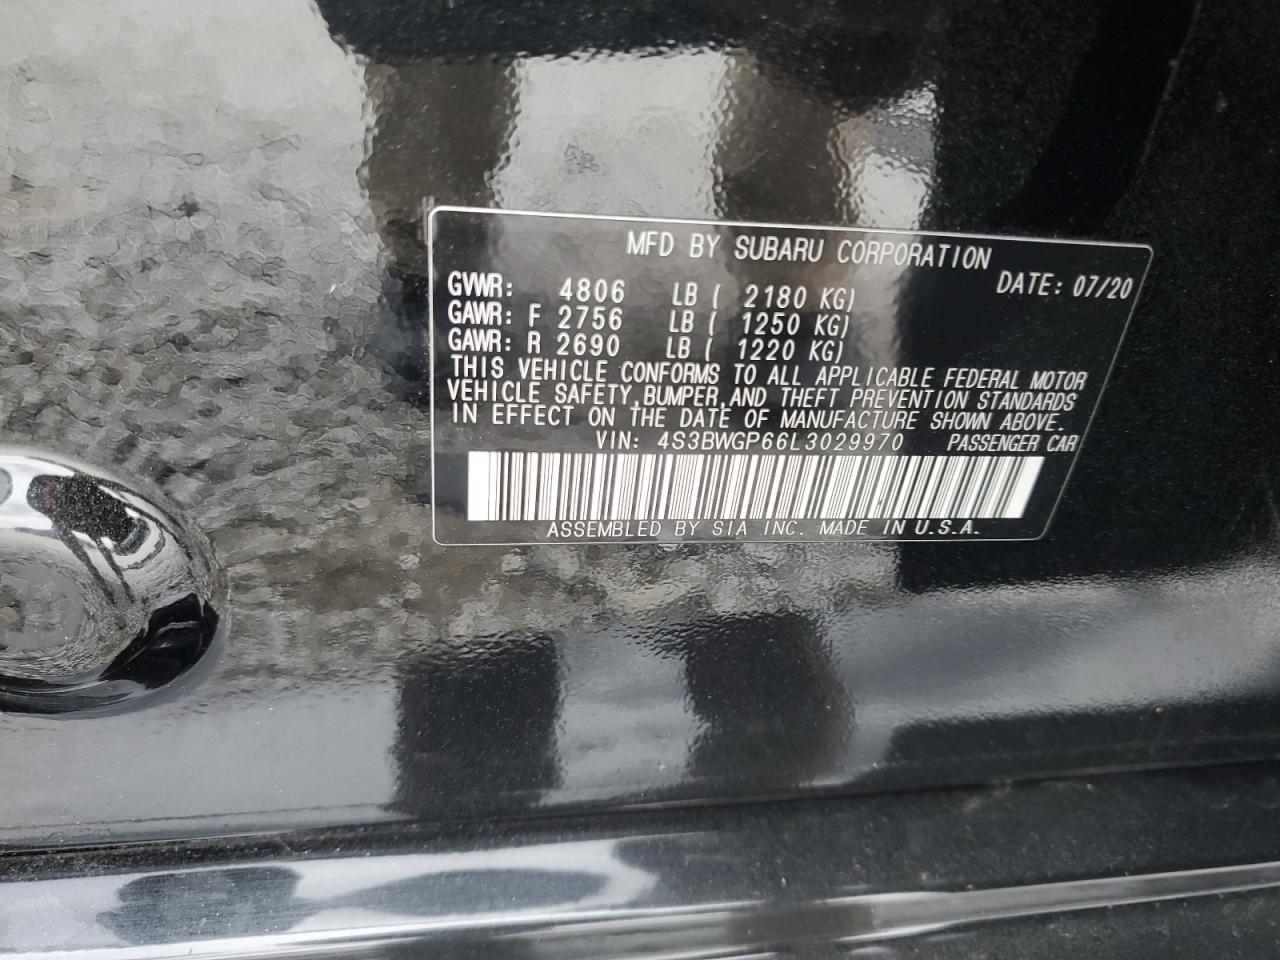 MFD BY SUBARU CORPORATION
DATE: 07/20
GVWR: 4806 LB ( 2180 KG)
GAWR: F 2756 LB ( 1250 KG)
GAWR: R 2690 LB ( 1220 KG)
THIS VEHICLE CONFORMS TO ALL APPLICABLE FEDERAL MOTOR
VEHICLE SAFETY, BUMPER, AND THEFT PREVENTION STANDARDS
IN EFFECT ON THE DATE OF MANUFACTURE SHOWN ABOVE.
VIN: 4S3BWGP66L3029970 PASSENGER CAR
ASSEMBLED BY SIA INC. MADE IN U.S.A.